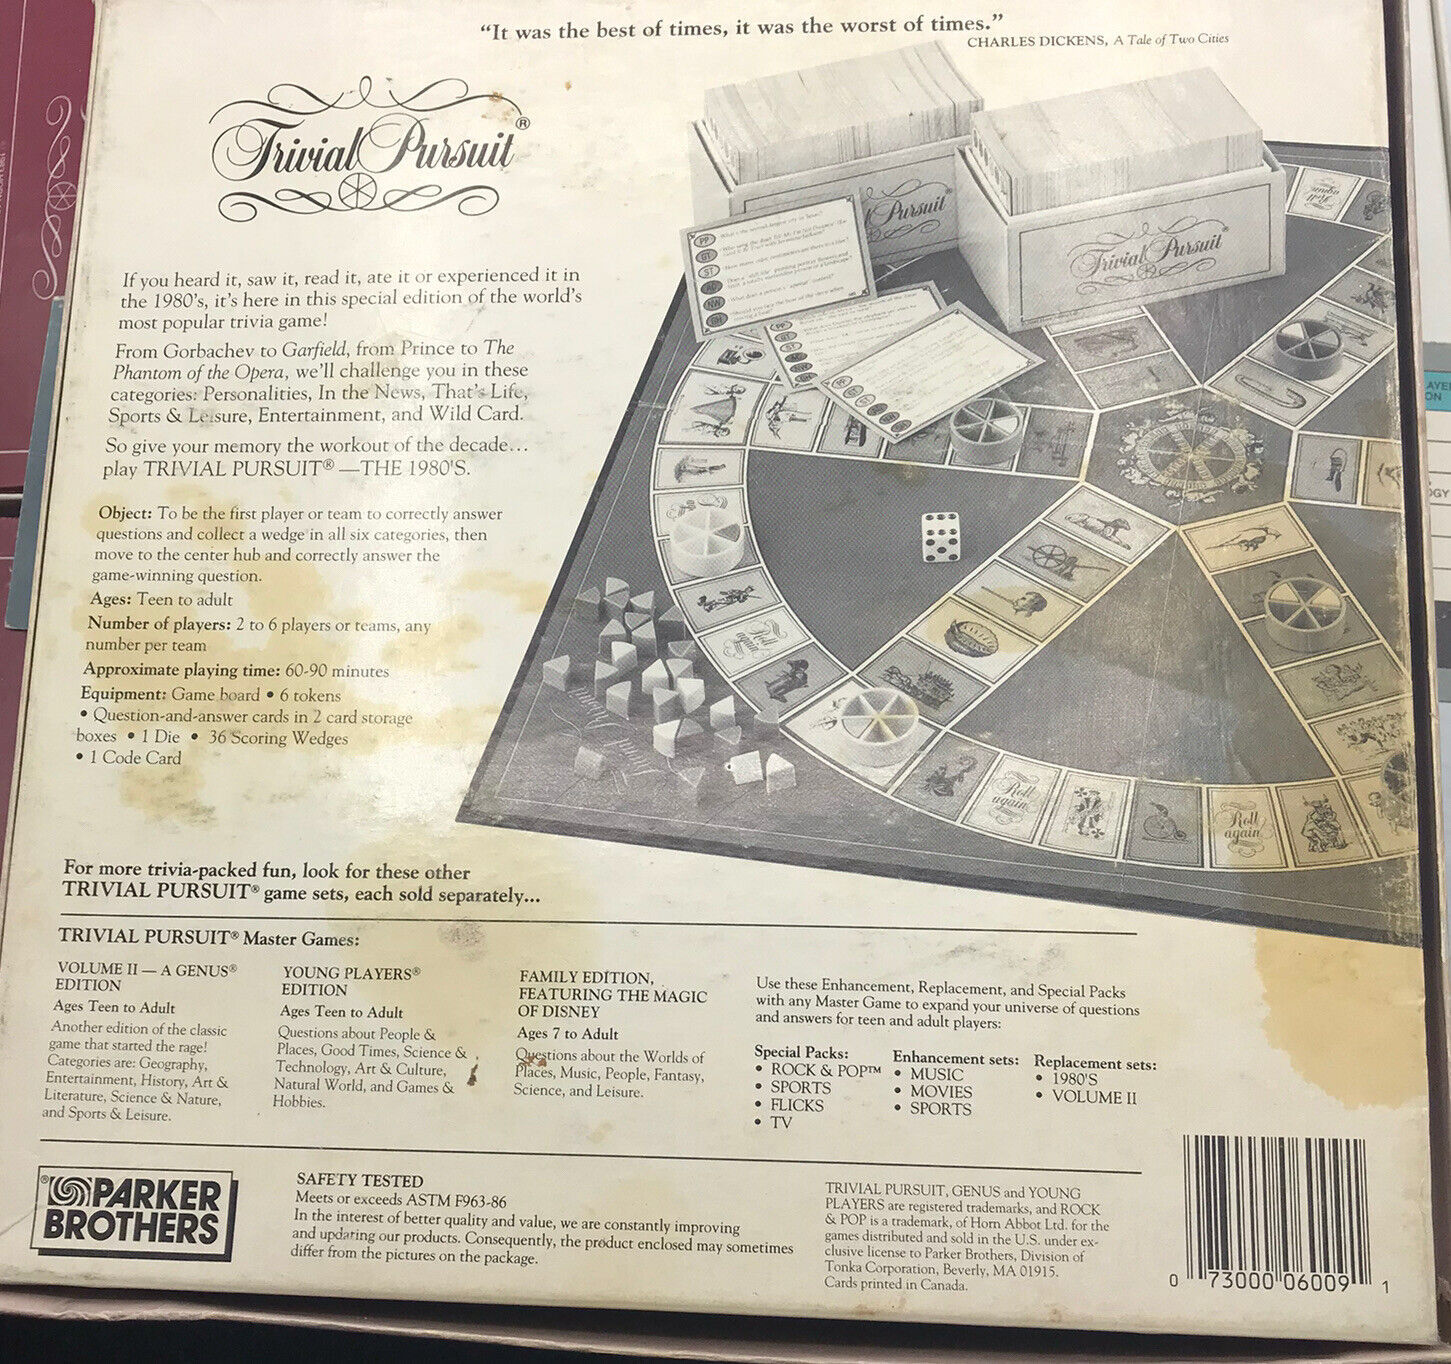 “It was the best of times, it was the worst of times.”
CHARLES DICKENS, A Tale of Two Cities
Trivial Pursuit®
If you heard it, saw it, read it, ate it or experienced it in
the 1980's, it's here in this special edition of the world's
most popular trivia game!
From Gorbachev to Garfield, from Prince to The
Phantom of the Opera, we'll challenge you in these
categories: Personalities, In the News, That's Life,
Sports & Leisure, Entertainment, and Wild Card.
So give your memory the workout of the decade...
play TRIVIAL PURSUIT® —THE 1980'S.
Object: To be the first player or team to correctly answer
questions and collect a wedge in all six categories, then
move to the center hub and correctly answer the
game-winning question.
Ages: Teen to adult
Number of players: 2 to 6 players or teams, any
number per team
Approximate playing time: 60-90 minutes
Equipment: Game board • 6 tokens
• Question-and-answer cards in 2 card storage
boxes • 1 Die • 36 Scoring Wedges
• 1 Code Card
Pursuit®
Trivial Pursuit®
PP
GT
ST
AD
NW
GH
Roll again
Roll again
Roll again
Roll again
For more trivia-packed fun, look for these other
TRIVIAL PURSUIT® game sets, each sold separately...
TRIVIAL PURSUIT® Master Games:
VOLUME II — A GENUS®
EDITION
Ages Teen to Adult
Another edition of the classic
game that started the rage!
Categories are: Geography,
Entertainment, History, Art &
Literature, Science & Nature,
and Sports & Leisure.
YOUNG PLAYERS®
EDITION
Ages Teen to Adult
Questions about People &
Places, Good Times, Science &
Technology, Art & Culture,
Natural World, and Games &
Hobbies.
FAMILY EDITION,
FEATURING THE MAGIC
OF DISNEY
Ages 7 to Adult
Questions about the Worlds of
Places, Music, People, Fantasy,
Science, and Leisure.
Use these Enhancement, Replacement, and Special Packs
with any Master Game to expand your universe of questions
and answers for teen and adult players:
Special Packs:
• ROCK & POP™
• SPORTS
• FLICKS
• TV
Enhancement sets:
• MUSIC
• MOVIES
• SPORTS
Replacement sets:
• 1980'S
• VOLUME II
®PARKER
BROTHERS
SAFETY TESTED
Meets or exceeds ASTM F963-86
In the interest of better quality and value, we are constantly improving
and updating our products. Consequently, the product enclosed may sometimes
differ from the pictures on the package.
TRIVIAL PURSUIT, GENUS and YOUNG
PLAYERS are registered trademarks, and ROCK
& POP is a trademark, of Horn Abbot Ltd. for the
games distributed and sold in the U.S. under ex-
clusive license to Parker Brothers, Division of
Tonka Corporation, Beverly, MA 01915.
Cards printed in Canada.
0 73000 06009 1